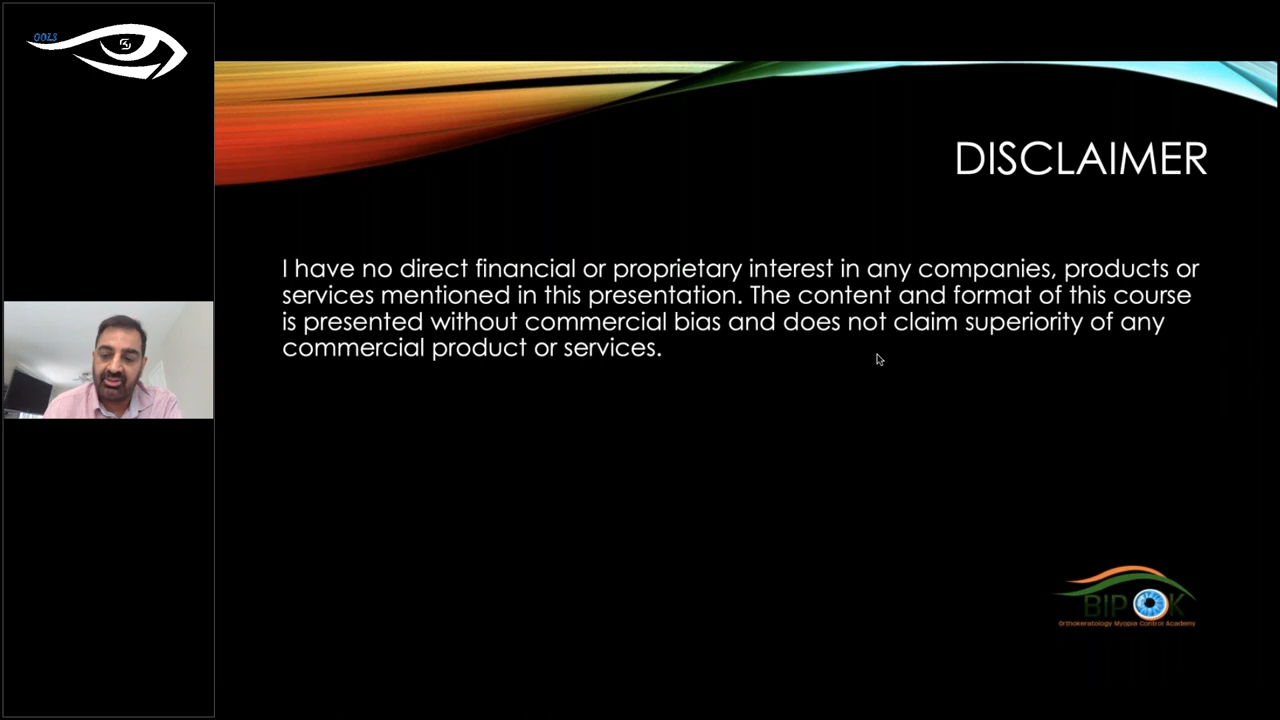 OOLS
DISCLAIMER
I have no direct financial or proprietary interest in any companies, products or
services mentioned in this presentation. The content and format of this course
is presented without commercial bias and does not claim superiority of any
commercial product or services.
BIPOK
Orthokeratology Myopia Control Academy